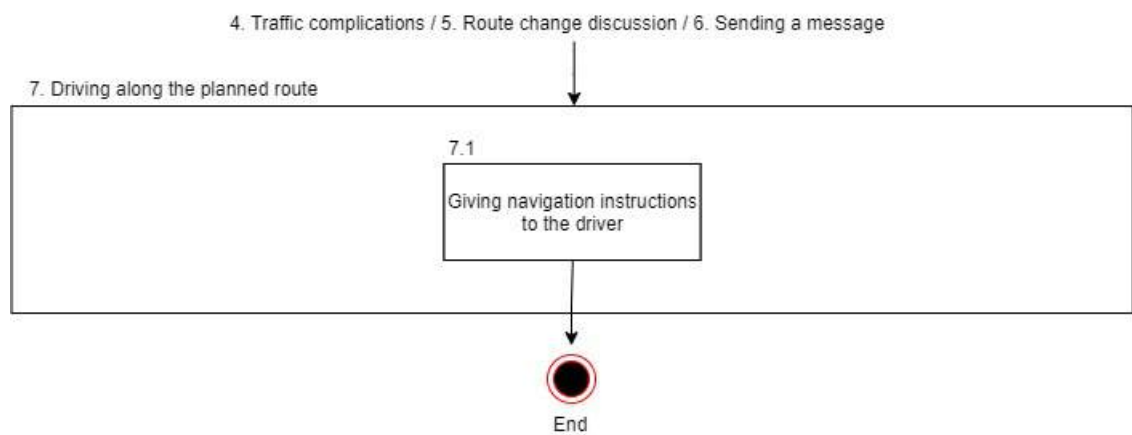 4. Traffic complications / 5. Route change discussion / 6. Sending a message
7. Driving along the planned route
7.1
Giving navigation instructions
to the driver
End